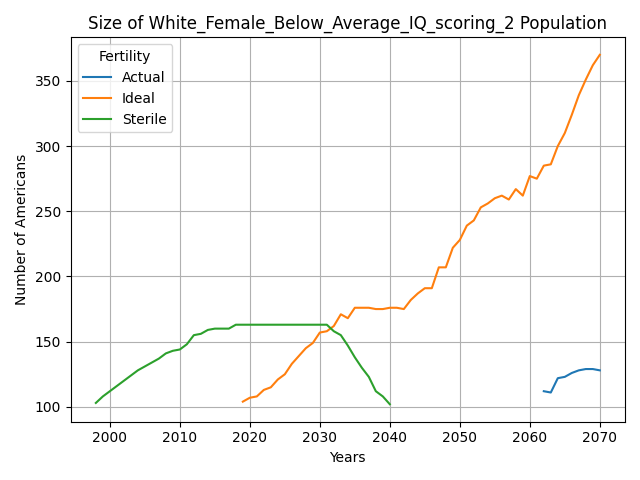 Size of White_Female_Below_Average_IQ_scoring_2 Population
Fertility
Actual
Ideal
Sterile
Number of Americans
350
300
250
200
150
100
2000 2010 2020 2030 2040 2050 2060 2070
Years